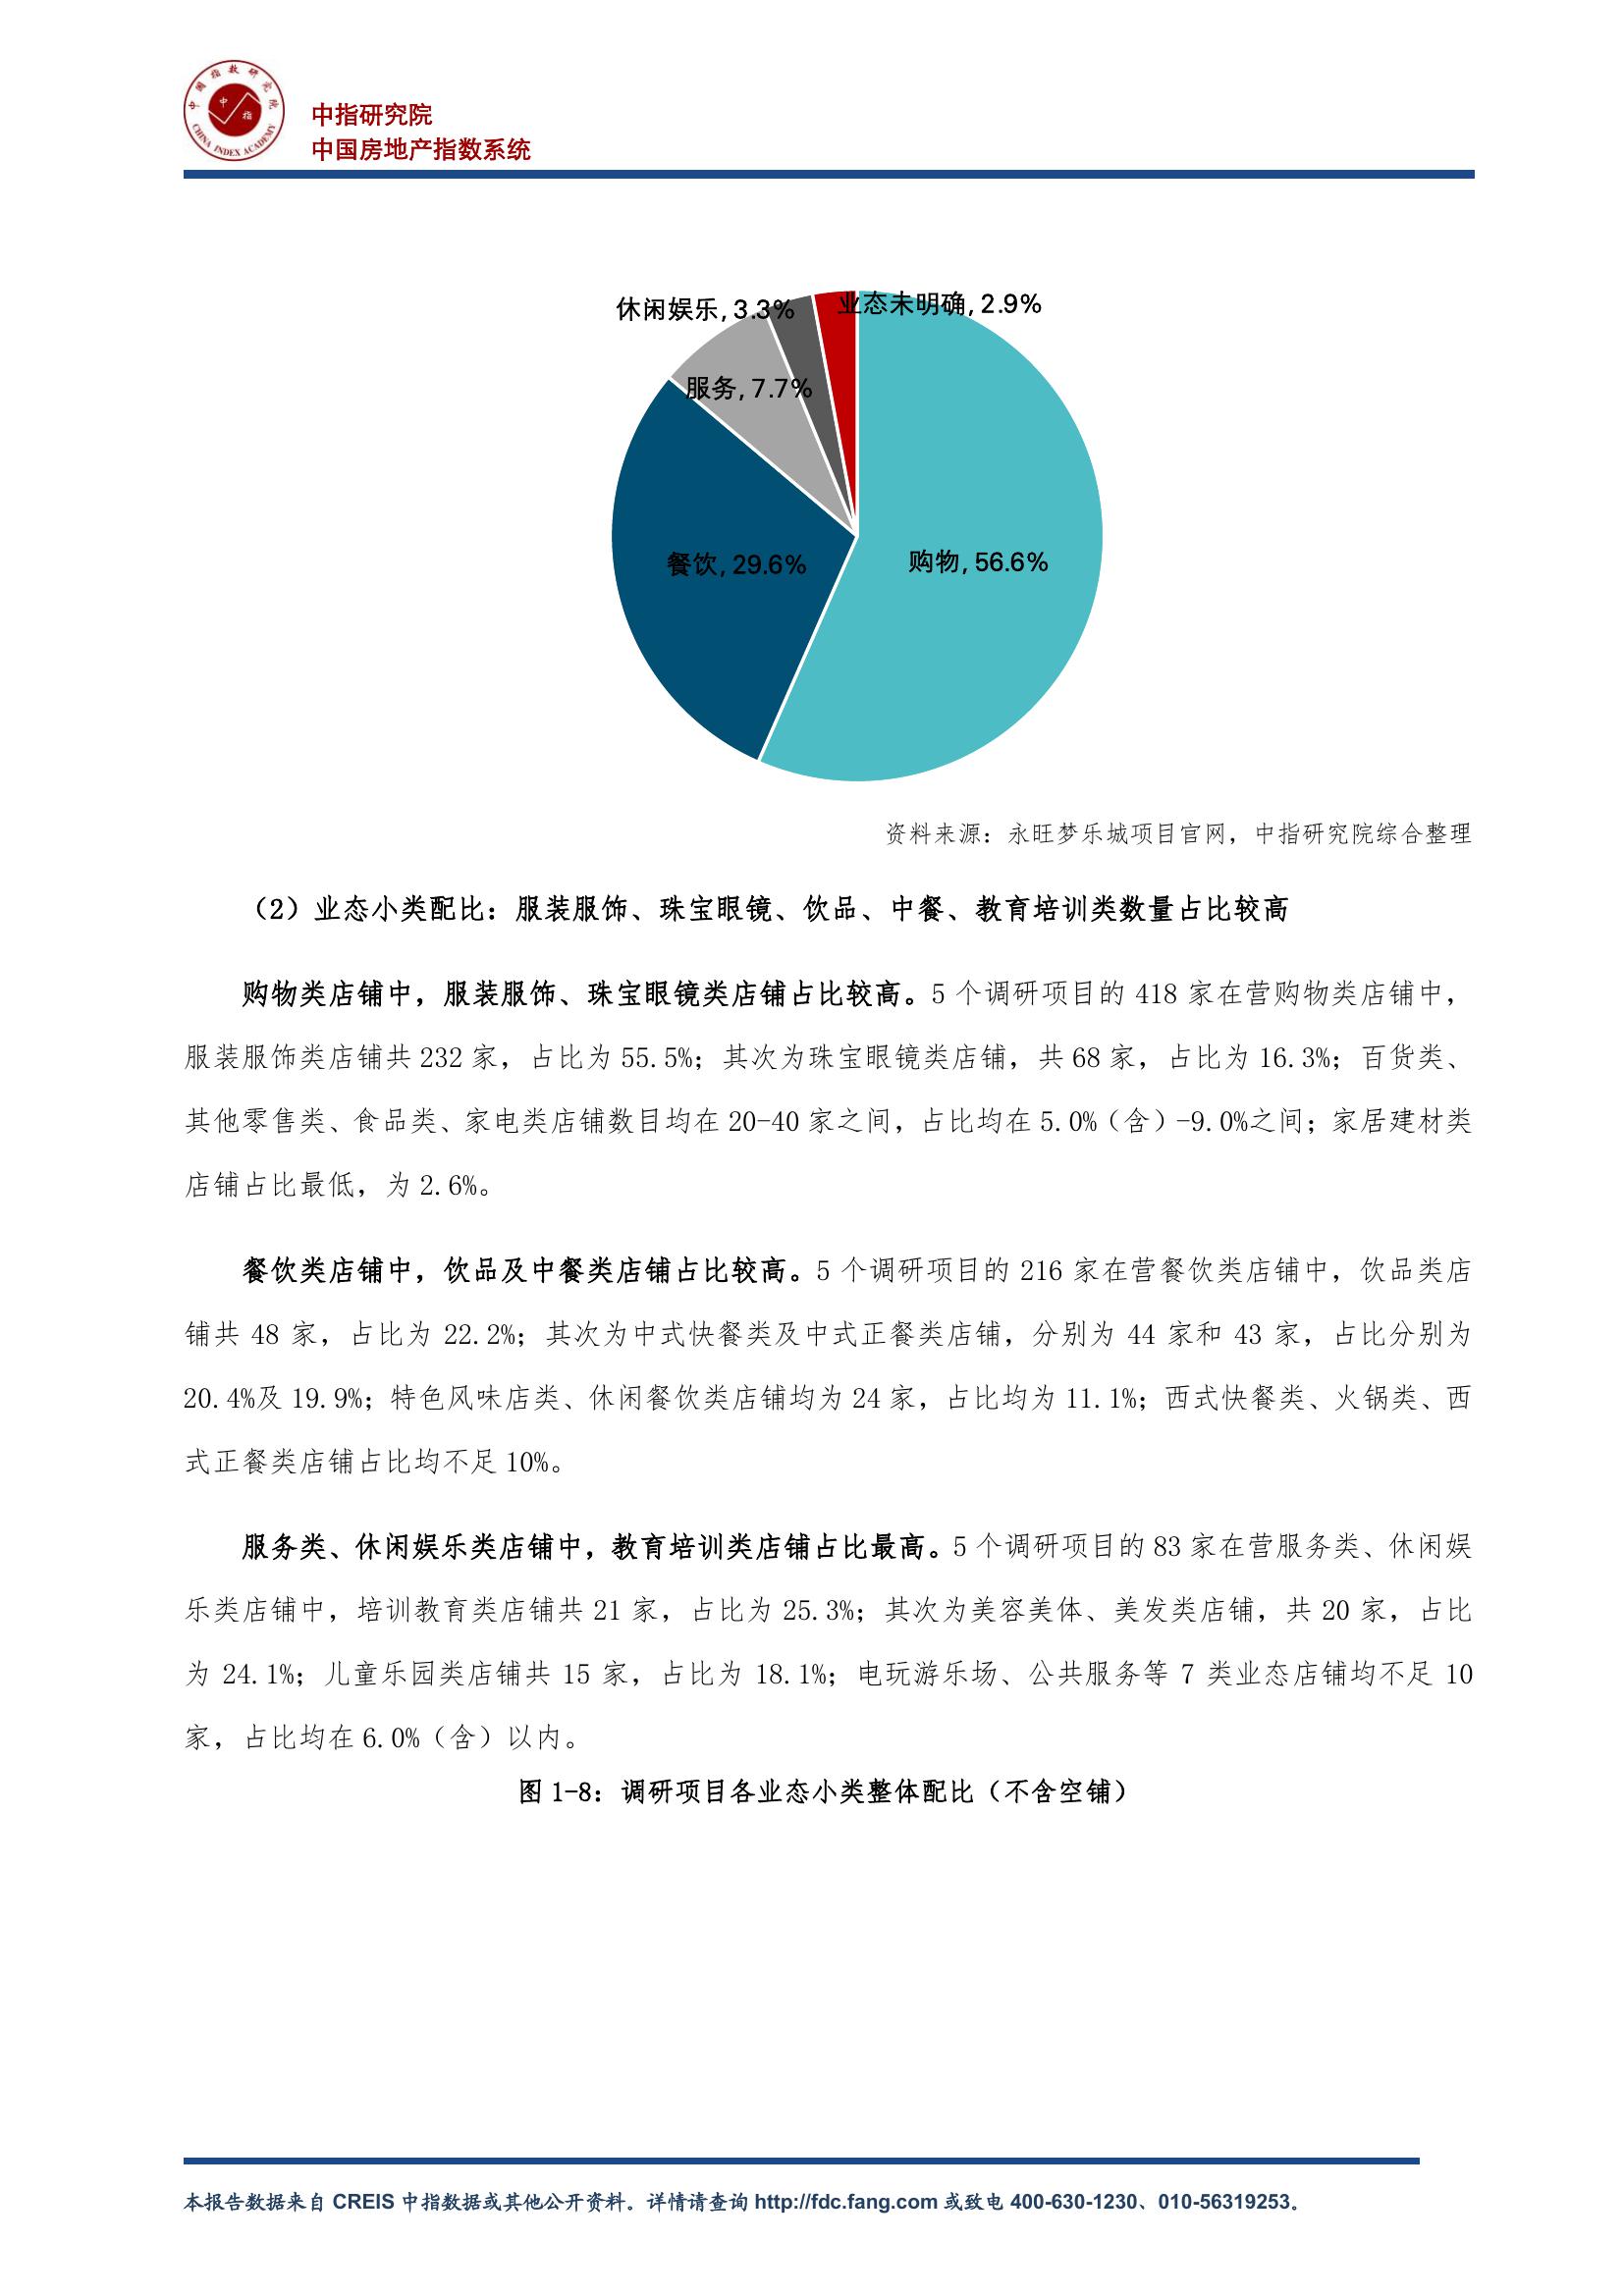 中国指数研究院
中 指
CHINA INDEX ACADEMY
中指研究院
中国房地产指数系统
休闲娱乐, 3.3%
业态未明确, 2.9%
服务, 7.7%
餐饮, 29.6%
购物, 56.6%
资料来源：永旺梦乐城项目官网，中指研究院综合整理
（2）业态小类配比：服装服饰、珠宝眼镜、饮品、中餐、教育培训类数量占比较高
购物类店铺中，服装服饰、珠宝眼镜类店铺占比较高。5 个调研项目的 418 家在营购物类店铺中，
服装服饰类店铺共 232 家，占比为 55.5%；其次为珠宝眼镜类店铺，共 68 家，占比为 16.3%；百货类、
其他零售类、食品类、家电类店铺数目均在 20-40 家之间，占比均在 5.0%（含）-9.0%之间；家居建材类
店铺占比最低，为 2.6%。
餐饮类店铺中，饮品及中餐类店铺占比较高。5 个调研项目的 216 家在营餐饮类店铺中，饮品类店
铺共 48 家，占比为 22.2%；其次为中式快餐类及中式正餐类店铺，分别为 44 家和 43 家，占比分别为
20.4%及 19.9%；特色风味店类、休闲餐饮类店铺均为 24 家，占比均为 11.1%；西式快餐类、火锅类、西
式正餐类店铺占比均不足 10%。
服务类、休闲娱乐类店铺中，教育培训类店铺占比最高。5 个调研项目的 83 家在营服务类、休闲娱
乐类店铺中，培训教育类店铺共 21 家，占比为 25.3%；其次为美容美体、美发类店铺，共 20 家，占比
为 24.1%；儿童乐园类店铺共 15 家，占比为 18.1%；电玩游乐场、公共服务等 7 类业态店铺均不足 10
家，占比均在 6.0%（含）以内。
图 1-8：调研项目各业态小类整体配比（不含空铺）
本报告数据来自 CREIS 中指数据或其他公开资料。详情请查询 http://fdc.fang.com 或致电 400-630-1230、010-56319253。